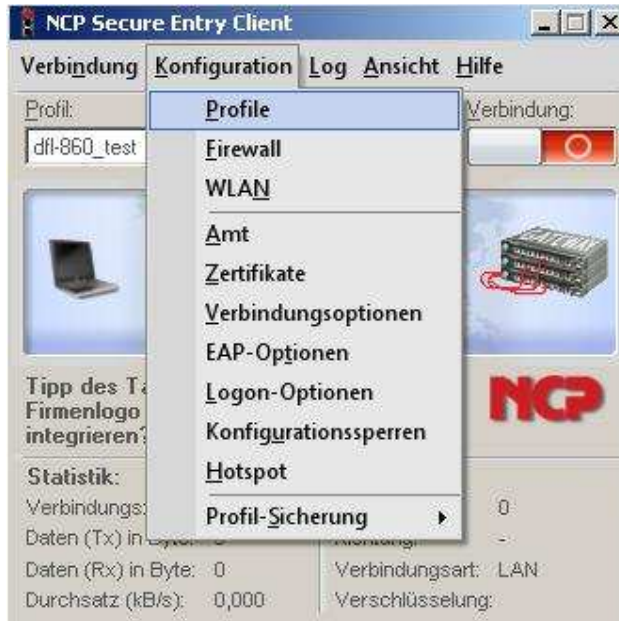 NCP Secure Entry Client
Verbindung Konfiguration Log Ansicht Hilfe
Profil: Verbindung:
dfl-860_test
Profile
Firewall
WLAN
Amt
Zertifikate
Verbindungsoptionen
EAP-Optionen
Logon-Optionen
Konfigurationssperren
Hotspot
Profil-Sicherung
Tipp des
Firmenlogo
integrieren?
NCP
Statistik:
Verbindungs: 0
Daten (Tx) in -
Daten (Rx) in Byte: 0 Verbindungsart: LAN
Durchsatz (kB/s): 0,000 Verschlüsselung: